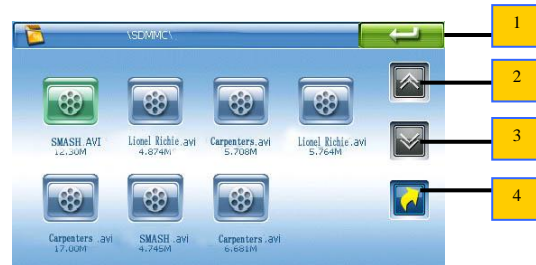 \SDMMC\
1
2
SMASH.AVI Lionel Richie.avi Carpenters.avi Lionel Richie.avi
12.30M 4.874M 5.708M 5.764M
3
4
Carpenters .avi SMASH .avi Carpenters.avi
17.00M 4.745M 6.681M